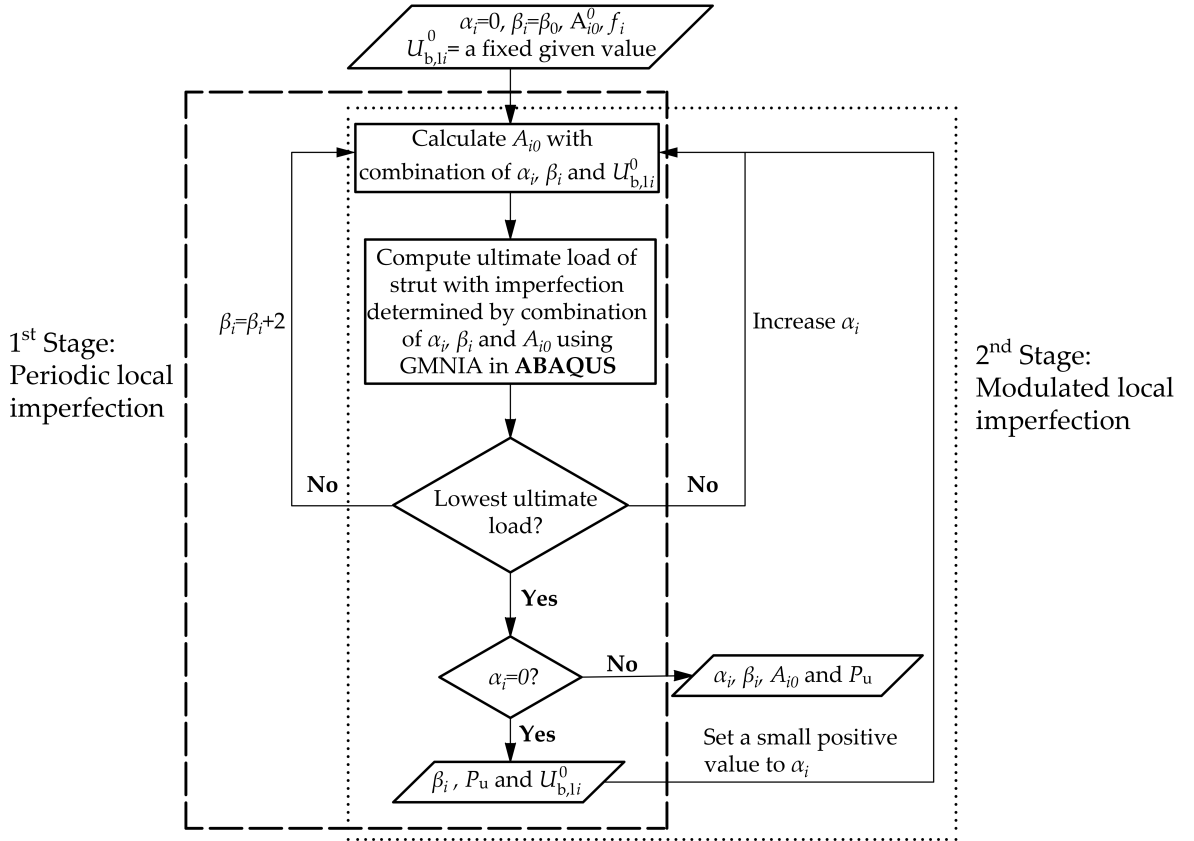 αᵢ=0, βᵢ=β₀, A⁰ᵢ₀, fᵢ
U⁰b,1i= a fixed given value
Calculate Aᵢ₀ with
combination of αᵢ, βᵢ and U⁰b,1i
Compute ultimate load of
strut with imperfection
determined by combination
of αᵢ, βᵢ and Aᵢ₀ using
GMNIA in ABAQUS
βᵢ=βᵢ+2
Increase αᵢ
1st Stage:
Periodic local
imperfection
2nd Stage:
Modulated local
imperfection
No
Lowest ultimate
load?
No
Yes
αᵢ=0?
No
αᵢ, βᵢ, Aᵢ₀ and Pu
Yes
Set a small positive
value to αᵢ
βᵢ , Pu and U⁰b,1i